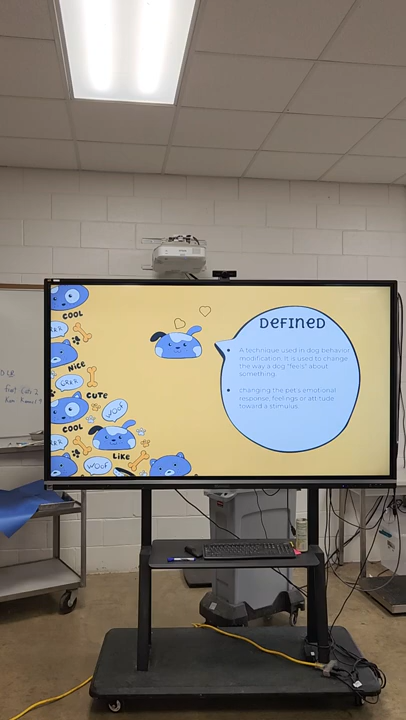 DEFINED
A technique used in dog behavior
modification. It is used to change
the way a dog "feels" about
something.
changing the pet's emotional
response, feelings or attitude
toward a stimulus.
COOL
GRRR
NICE
GRRR
CUTE
WOOF
COOL
GRRR
LIKE
WOOF